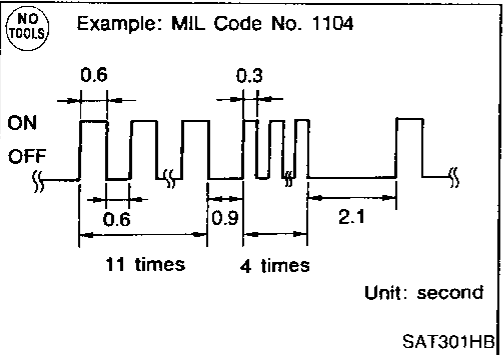 NO TOOLS
Example: MIL Code No. 1104
0.6
0.3
ON
OFF
0.6
0.9
2.1
11 times
4 times
Unit: second
SAT301HB